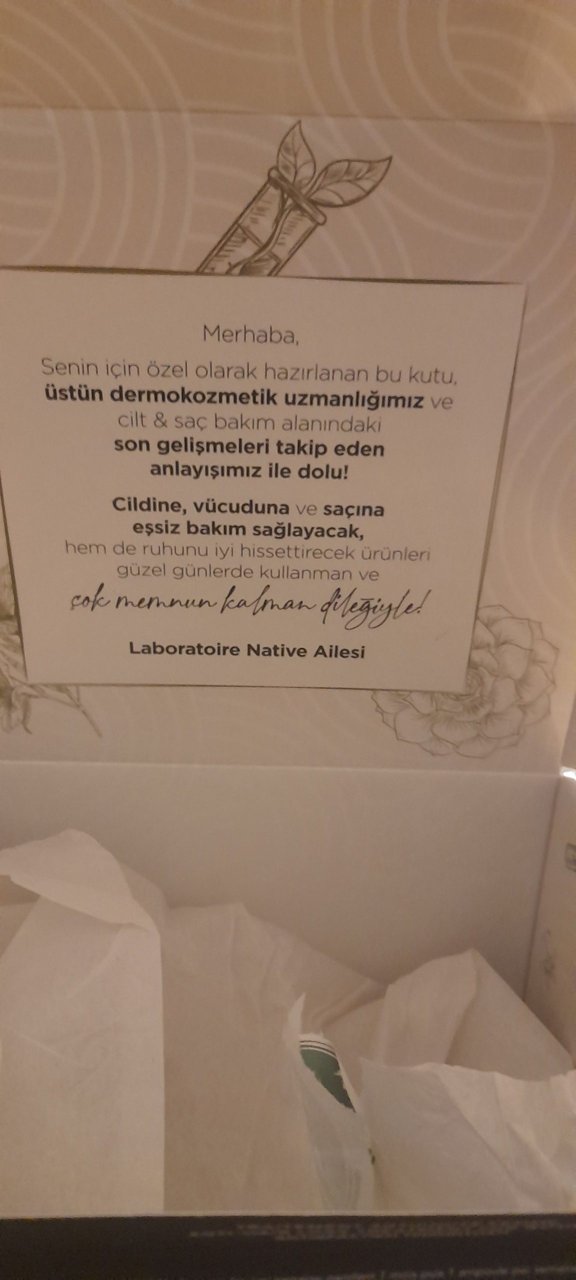 Merhaba,
Senin için özel olarak hazırlanan bu kutu,
üstün dermokozmetik uzmanlığımız ve
cilt & saç bakım alanındaki
son gelişmeleri takip eden
anlayışımız ile dolu!
Cildine, vücuduna ve saçına
eşsiz bakım sağlayacak,
hem de ruhunu iyi hissettirecek ürünleri
güzel günlerde kullanman ve
çok memnun kalman dileğiyle!
Laboratoire Native Ailesi